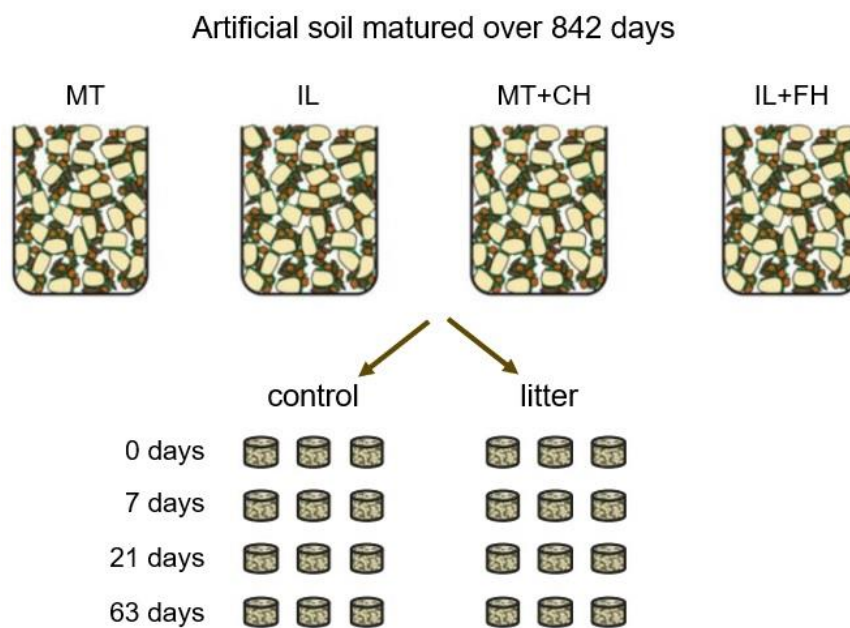 Artificial soil matured over 842 days
MT IL MT+CH IL+FH
control litter
0 days
7 days
21 days
63 days